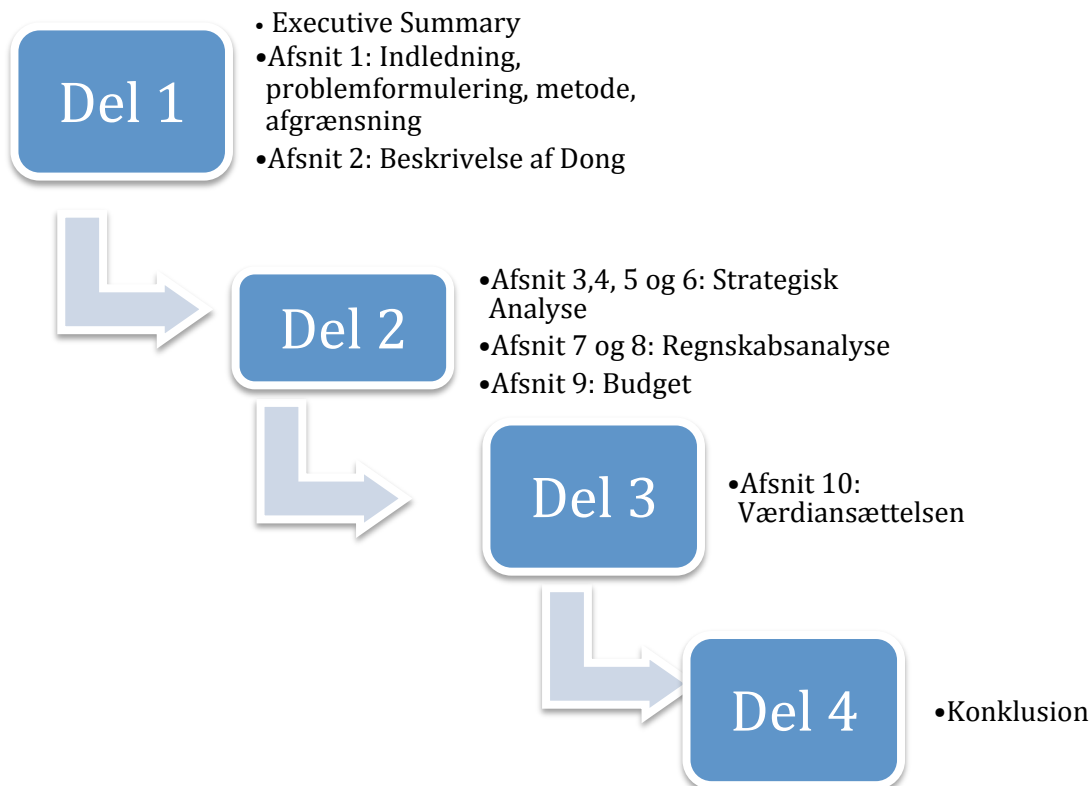 Del 1
• Executive Summary
•Afsnit 1: Indledning,
problemformulering, metode,
afgrænsning
•Afsnit 2: Beskrivelse af Dong
Del 2
•Afsnit 3,4, 5 og 6: Strategisk
Analyse
•Afsnit 7 og 8: Regnskabsanalyse
•Afsnit 9: Budget
Del 3
•Afsnit 10:
Værdiansættelsen
Del 4
•Konklusion